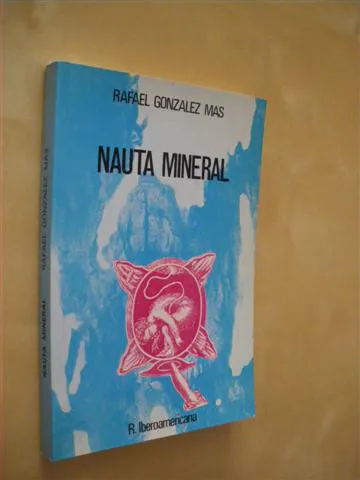 RAFAEL GONZALEZ MAS
NAUTA MINERAL
R. Iberoamericana
NAUTA MINERAL RAFAEL GONZALEZ MAS